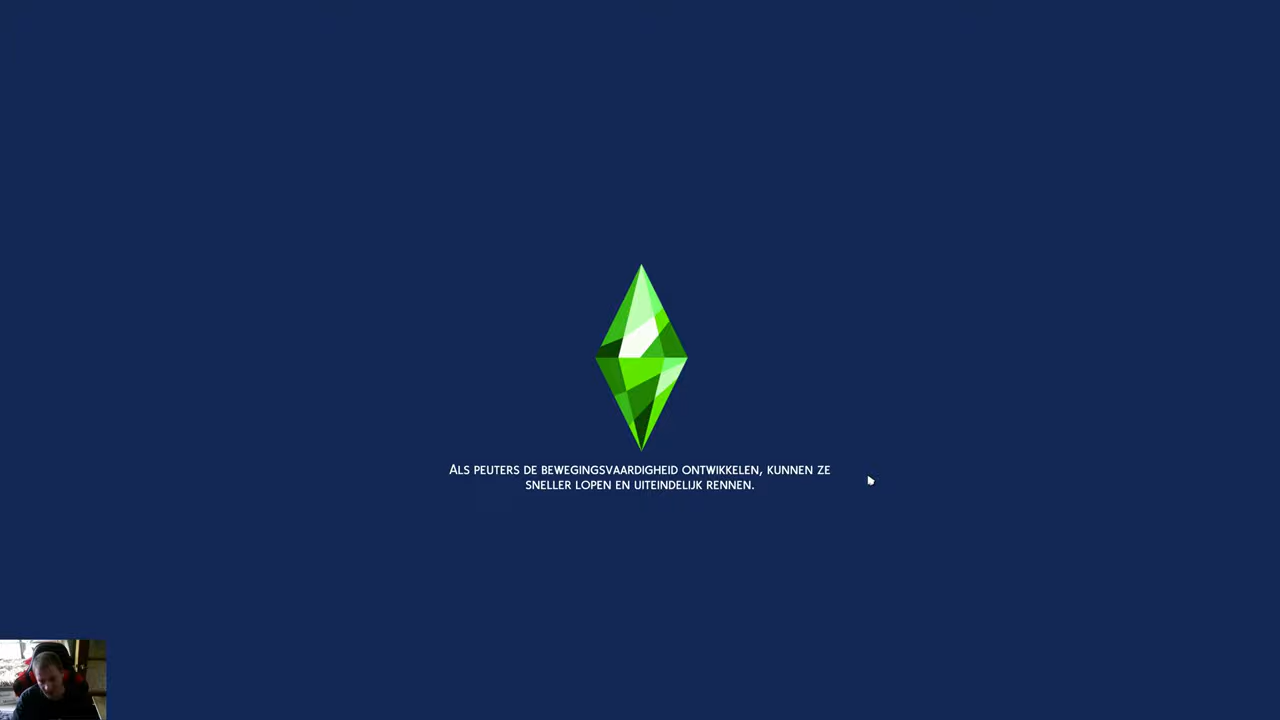 Als peuters de bewegingsvaardigheid ontwikkelen, kunnen ze
sneller lopen en uiteindelijk rennen.